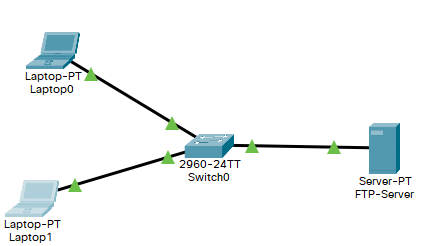 Laptop-PT
Laptop0
2960-24TT
Switch0
Server-PT
FTP-Server
Laptop-PT
Laptop1